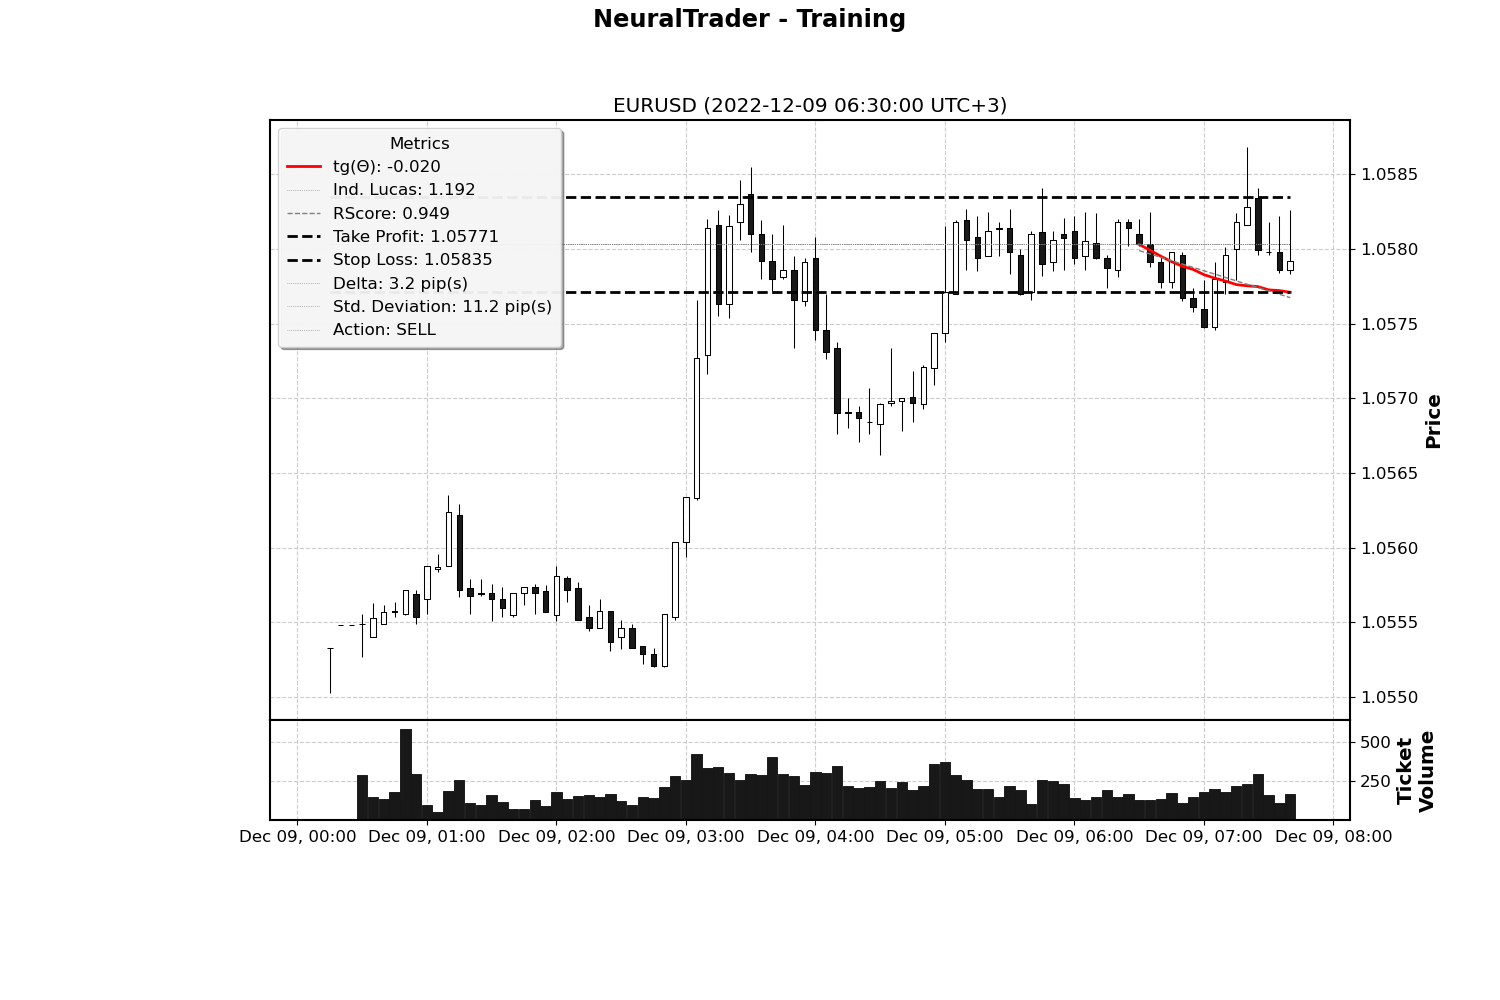 NeuralTrader - Training
EURUSD (2022-12-09 06:30:00 UTC+3)
Metrics
tg(Θ): -0.020
Ind. Lucas: 1.192
RScore: 0.949
Take Profit: 1.05771
Stop Loss: 1.05835
Delta: 3.2 pip(s)
Std. Deviation: 11.2 pip(s)
Action: SELL
1.0585
1.0580
1.0575
1.0570
1.0565
1.0560
1.0555
1.0550
Price
500
250
Ticket
Volume
Dec 09, 00:00 Dec 09, 01:00 Dec 09, 02:00 Dec 09, 03:00 Dec 09, 04:00 Dec 09, 05:00 Dec 09, 06:00 Dec 09, 07:00 Dec 09, 08:00